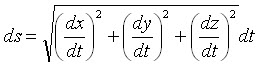 ds = √((dx/dt)² + (dy/dt)² + (dz/dt)²) dt